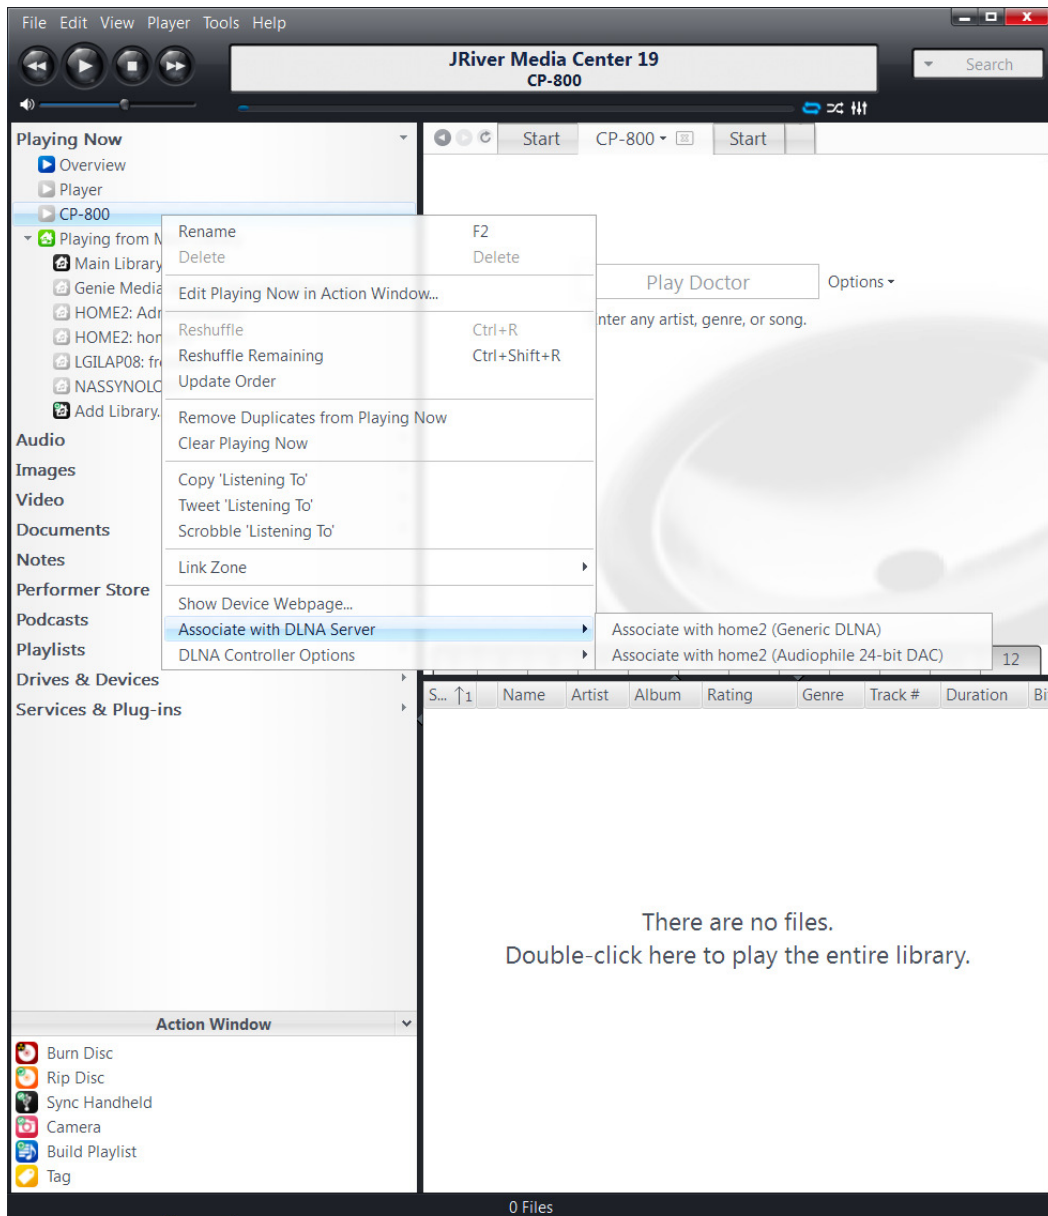 File Edit View Player Tools Help
JRiver Media Center 19
CP-800
Search
Playing Now
Overview
Player
CP-800
Playing from M
Main Library
Genie Media
HOME2: Adr
HOME2: hor
LGILAP08: fre
NASSYNOLO
Add Library.
Audio
Images
Video
Documents
Notes
Performer Store
Podcasts
Playlists
Drives & Devices
Services & Plug-ins
Start CP-800 Start
Rename F2
Delete Delete
Edit Playing Now in Action Window...
Reshuffle Ctrl+R
Reshuffle Remaining Ctrl+Shift+R
Update Order
Remove Duplicates from Playing Now
Clear Playing Now
Copy 'Listening To'
Tweet 'Listening To'
Scrobble 'Listening To'
Link Zone
Show Device Webpage...
Associate with DLNA Server
DLNA Controller Options
Associate with home2 (Generic DLNA)
Associate with home2 (Audiophile 24-bit DAC)
Play Doctor Options
nter any artist, genre, or song.
12
S... 1 Name Artist Album Rating Genre Track # Duration Bi
There are no files.
Double-click here to play the entire library.
Action Window
Burn Disc
Rip Disc
Sync Handheld
Camera
Build Playlist
Tag
0 Files